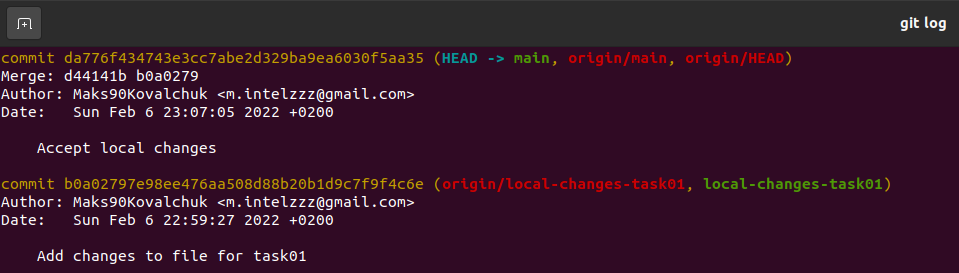 git log
commit da776f434743e3cc7abe2d329ba9ea6030f5aa35 (HEAD -> main, origin/main, origin/HEAD)
Merge: d44141b b0a0279
Author: Maks90Kovalchuk <m.intelzzz@gmail.com>
Date:   Sun Feb 6 23:07:05 2022 +0200
    Accept local changes
commit b0a02797e98ee476aa508d88b20b1d9c7f9f4c6e (origin/local-changes-task01, local-changes-task01)
Author: Maks90Kovalchuk <m.intelzzz@gmail.com>
Date:   Sun Feb 6 22:59:27 2022 +0200
    Add changes to file for task01